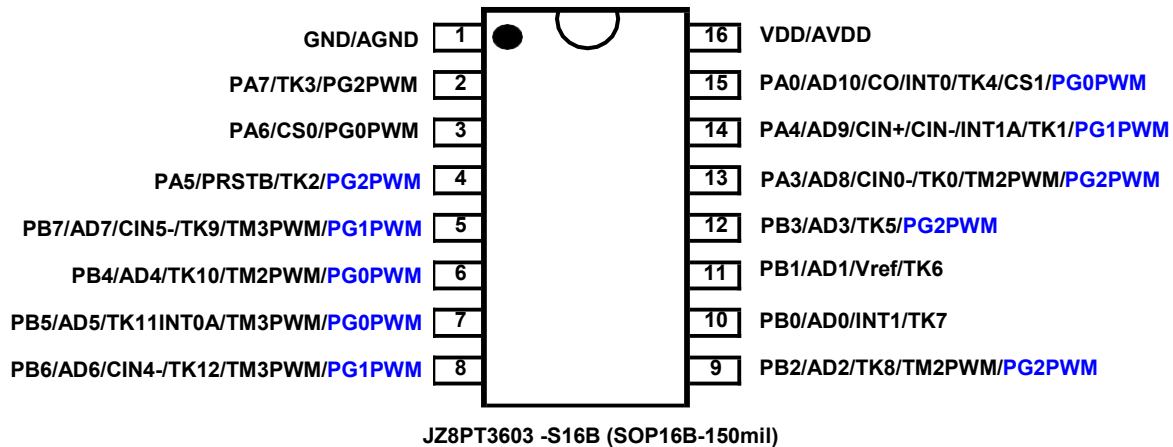 GND/AGND 1 16 VDD/AVDD
PA7/TK3/PG2PWM 2 15 PA0/AD10/CO/INT0/TK4/CS1/PG0PWM
PA6/CS0/PG0PWM 3 14 PA4/AD9/CIN+/CIN-/INT1A/TK1/PG1PWM
PA5/PRSTB/TK2/PG2PWM 4 13 PA3/AD8/CIN0-/TK0/TM2PWM/PG2PWM
PB7/AD7/CIN5-/TK9/TM3PWM/PG1PWM 5 12 PB3/AD3/TK5/PG2PWM
PB4/AD4/TK10/TM2PWM/PG0PWM 6 11 PB1/AD1/Vref/TK6
PB5/AD5/TK11INT0A/TM3PWM/PG0PWM 7 10 PB0/AD0/INT1/TK7
PB6/AD6/CIN4-/TK12/TM3PWM/PG1PWM 8 9 PB2/AD2/TK8/TM2PWM/PG2PWM
JZ8PT3603 -S16B (SOP16B-150mil)